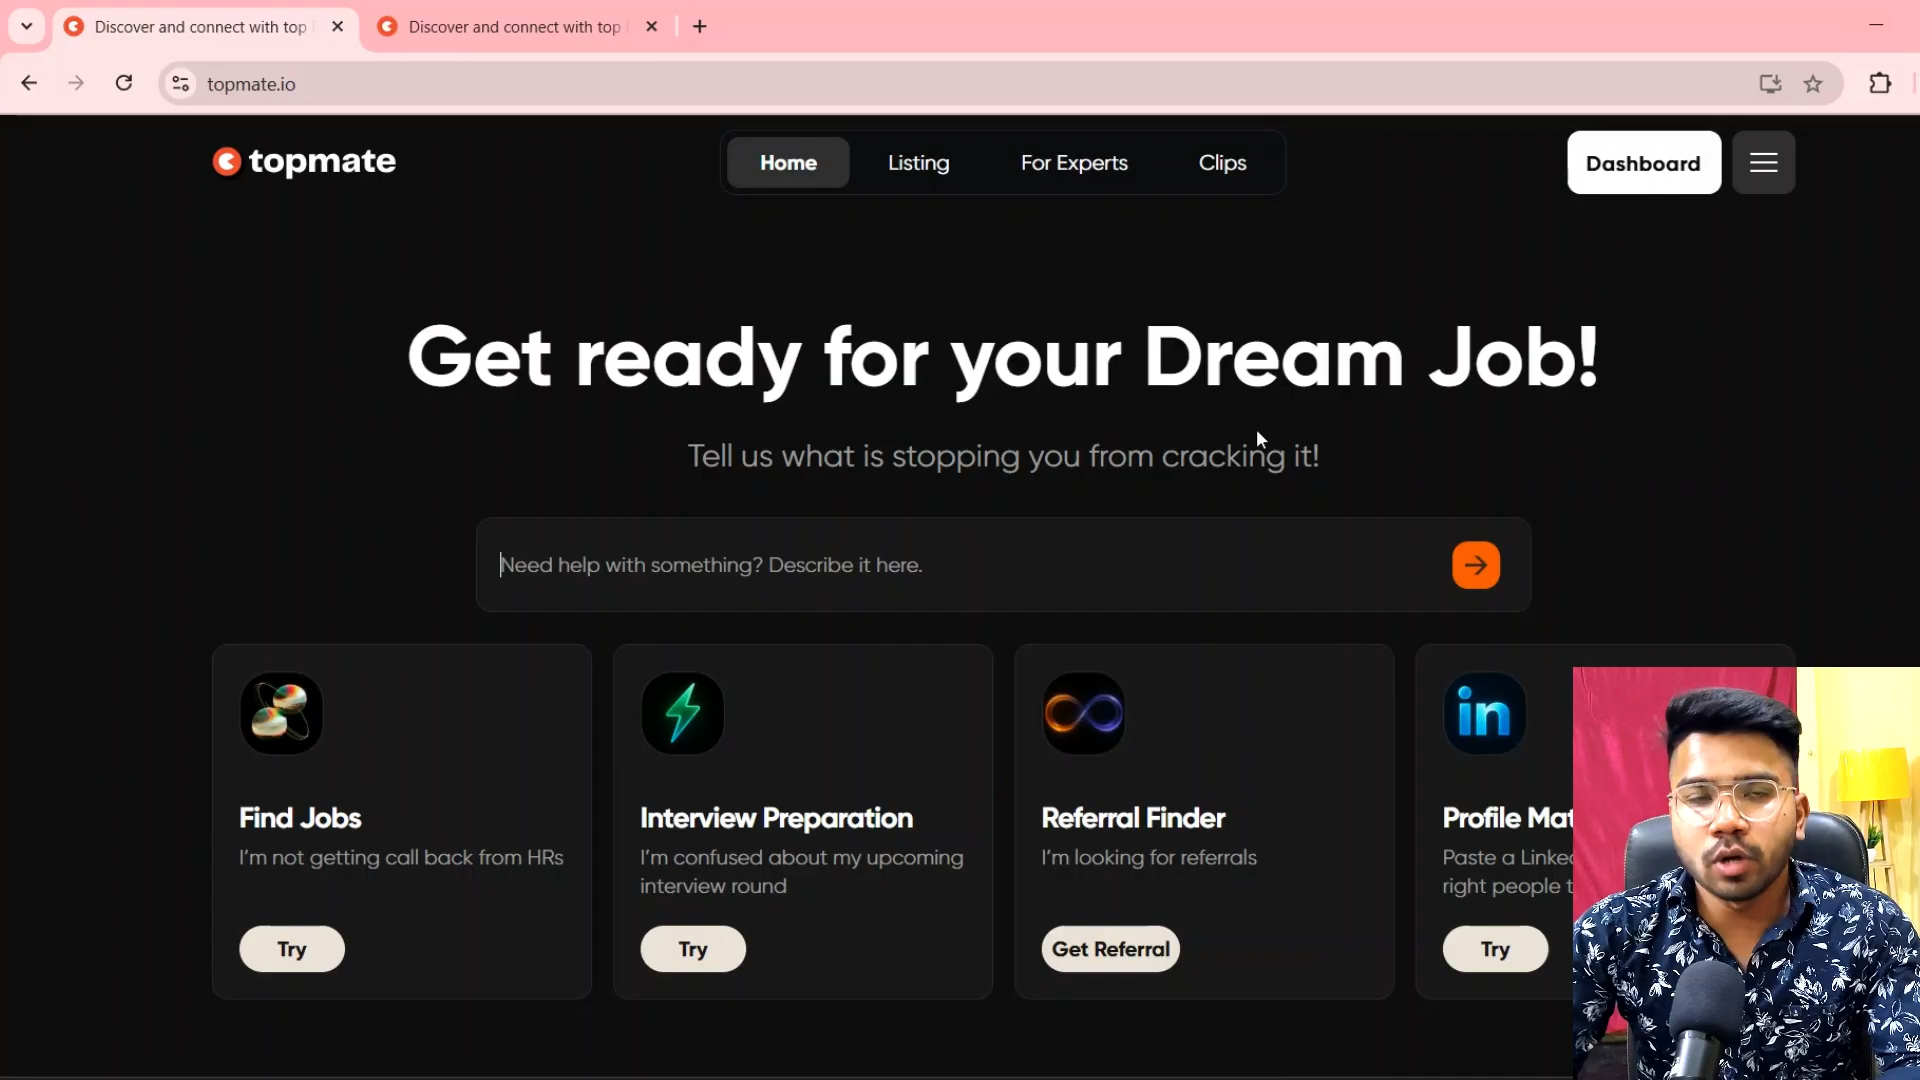 Discover and connect with top
Discover and connect with top
topmate.io
topmate
Home
Listing
For Experts
Clips
Dashboard
Get ready for your Dream Job!
Tell us what is stopping you from cracking it!
Need help with something? Describe it here.
in
Find Jobs
I'm not getting call back from HRs
Try
Interview Preparation
I'm confused about my upcoming
interview round
Try
Referral Finder
I'm looking for referrals
Get Referral
Profile Mat
Paste a Linke
right people t
Try